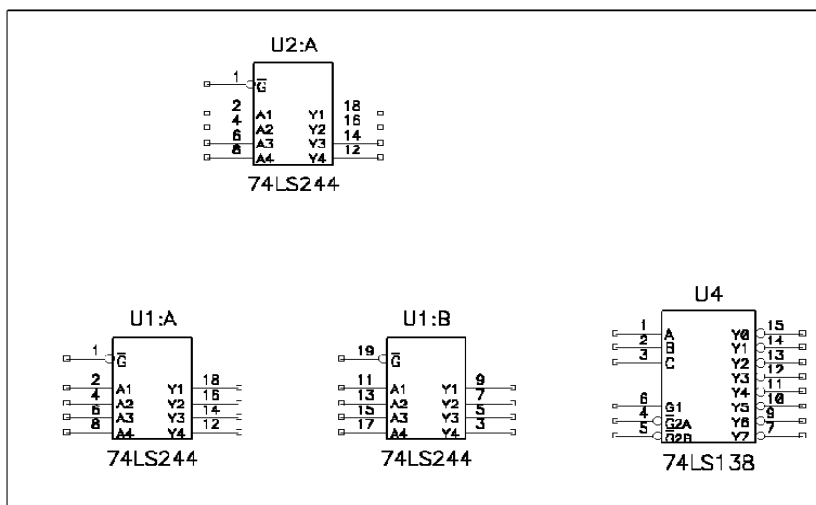 U2:A
1 G̅
2 A1 Y1 18
4 A2 Y2 16
6 A3 Y3 14
8 A4 Y4 12
74LS244
U1:A
1 G̅
2 A1 Y1 18
4 A2 Y2 16
6 A3 Y3 14
8 A4 Y4 12
74LS244
U1:B
19 G̅
11 A1 Y1 9
13 A2 Y2 7
15 A3 Y3 5
17 A4 Y4 3
74LS244
U4
1 A Y0 15
2 B Y1 14
3 C Y2 13
Y3 12
Y4 11
6 G1 Y5 10
4 G̅2A Y6 9
5 G̅2B Y7 7
74LS138